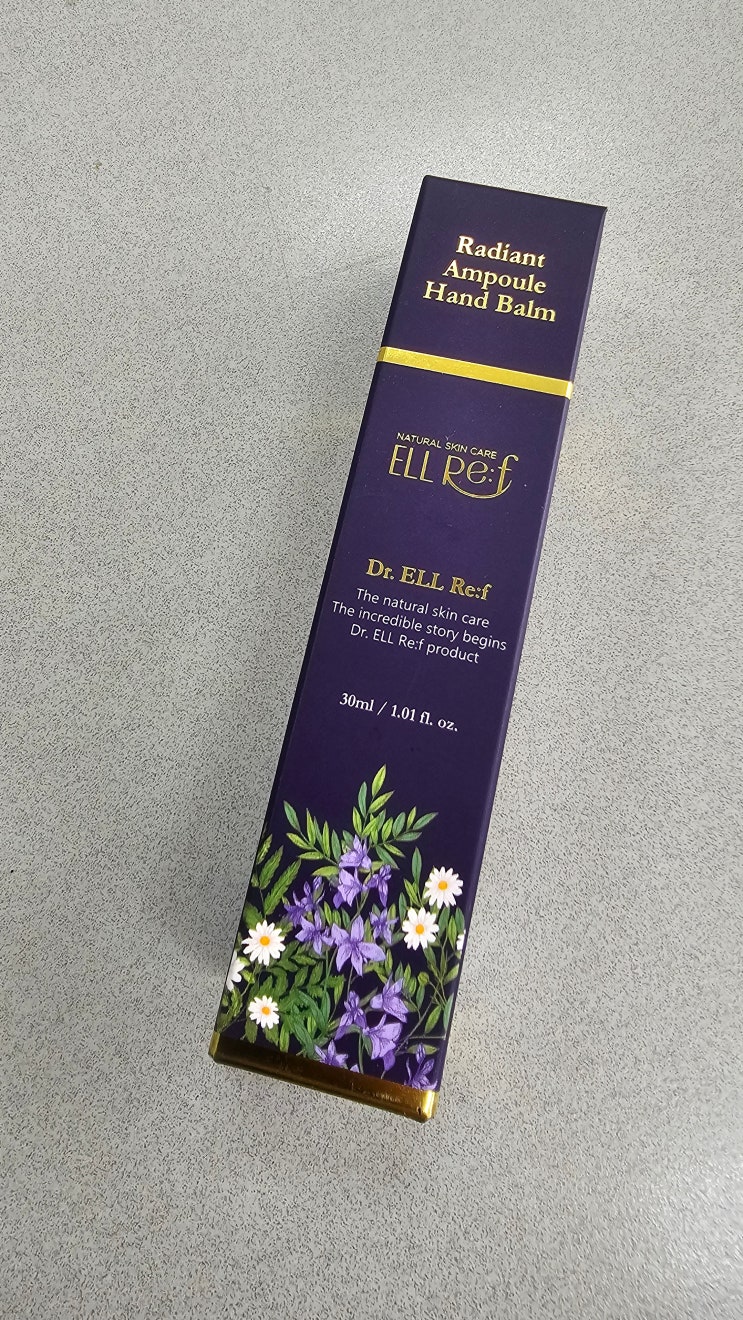 Radiant
Ampoule
Hand Balm
NATURAL SKIN CARE
ELL Re:f
Dr. ELL Re:f
The natural skin care
The incredible story begins
Dr. ELL Re:f product
30ml / 1.01 fl. oz.